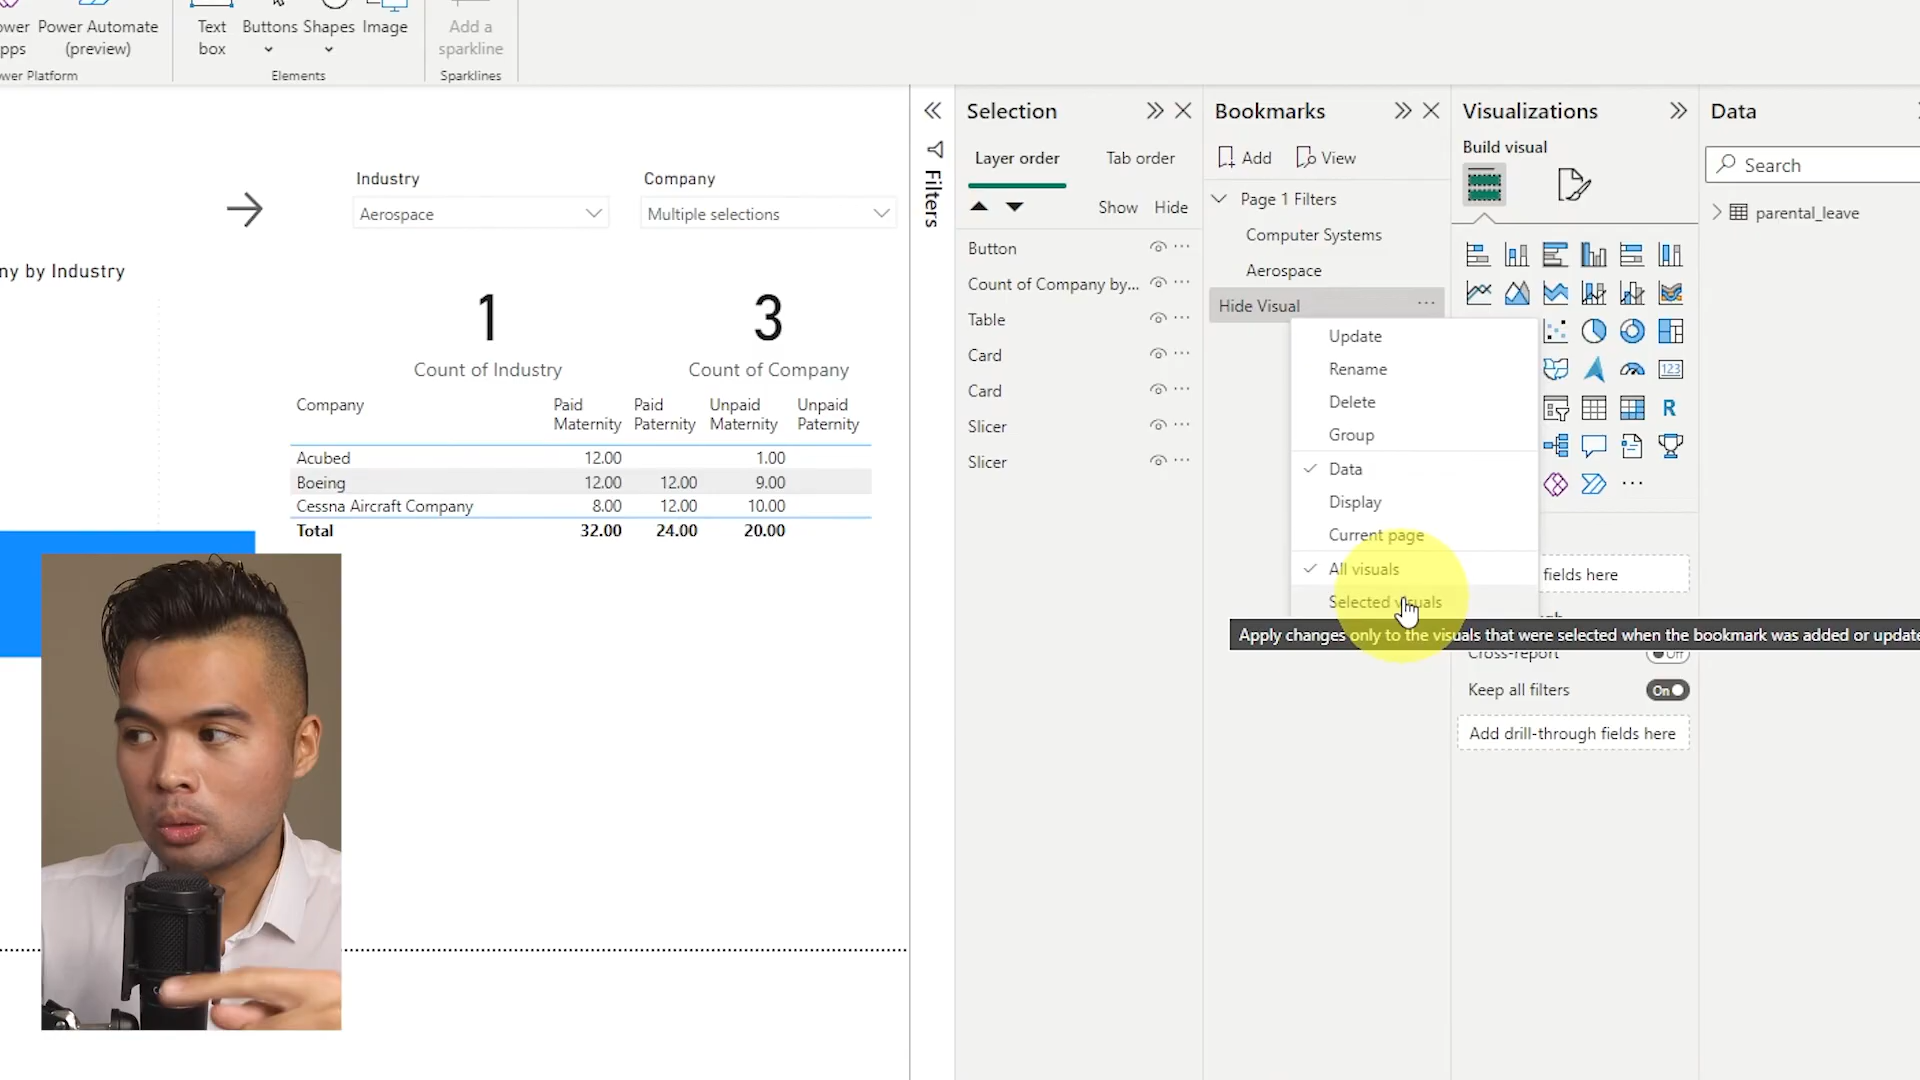 ower
pps
Power Automate
(preview)
wer Platform
Text
box
Buttons
Shapes
Image
Elements
Add a
sparkline
Sparklines
Industry
Aerospace
Company
Multiple selections
ny by Industry
1
Count of Industry
3
Count of Company
Company Paid Maternity Paid Paternity Unpaid Maternity Unpaid Paternity
Acubed 12.00 1.00
Boeing 12.00 12.00 9.00
Cessna Aircraft Company 8.00 12.00 10.00
Total 32.00 24.00 20.00
Filters
Selection
Layer order Tab order
Show Hide
Button
Count of Company by...
Table
Card
Card
Slicer
Slicer
Bookmarks
Add View
Page 1 Filters
Computer Systems
Aerospace
Hide Visual
Update
Rename
Delete
Group
Data
Display
Current page
All visuals
Selected visuals
Apply changes only to the visuals that were selected when the bookmark was added or update
Visualizations
Build visual
123
R
fields here
Cross-report Off
Keep all filters On
Add drill-through fields here
Data
Search
parental_leave